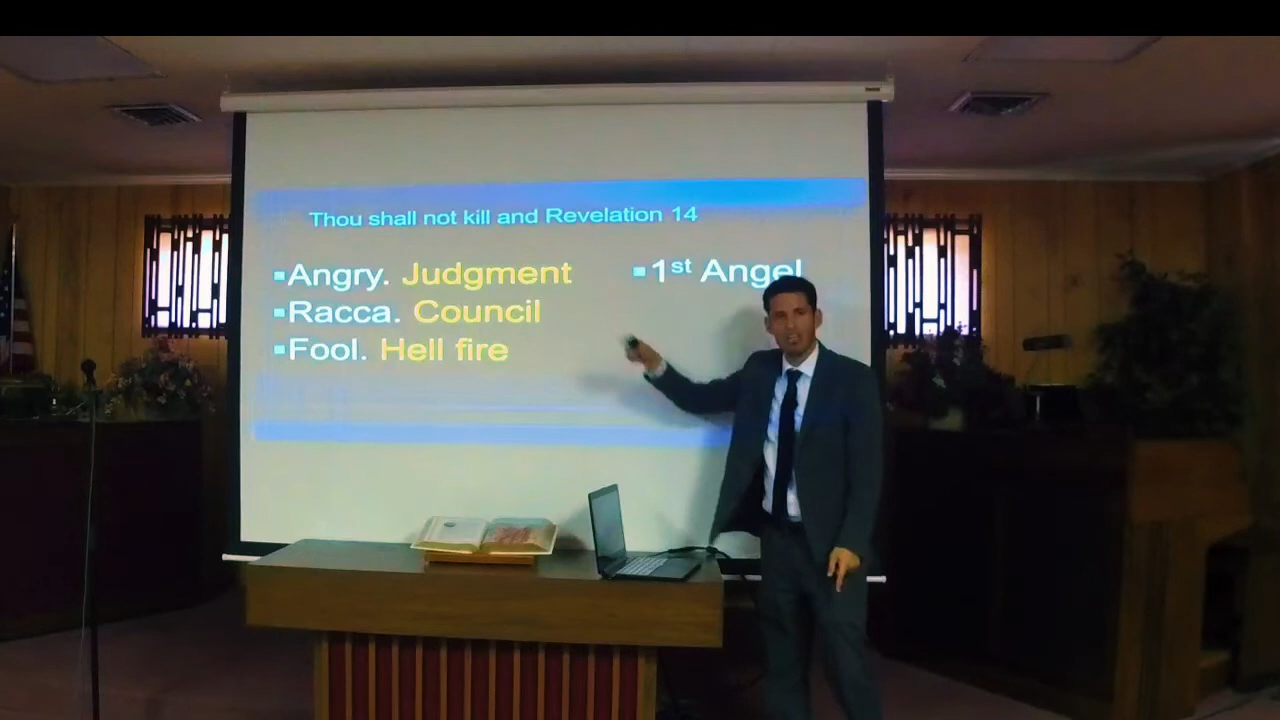 Thou shall not kill and Revelation 14
▪Angry. Judgment
▪Racca. Council
▪Fool. Hell fire
▪1st Angel